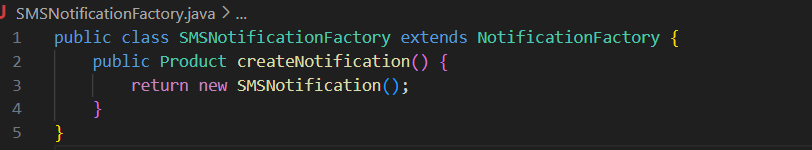 SMSNotificationFactory.java > ...
1 public class SMSNotificationFactory extends NotificationFactory {
2     public Product createNotification() {
3         return new SMSNotification();
4     }
5 }